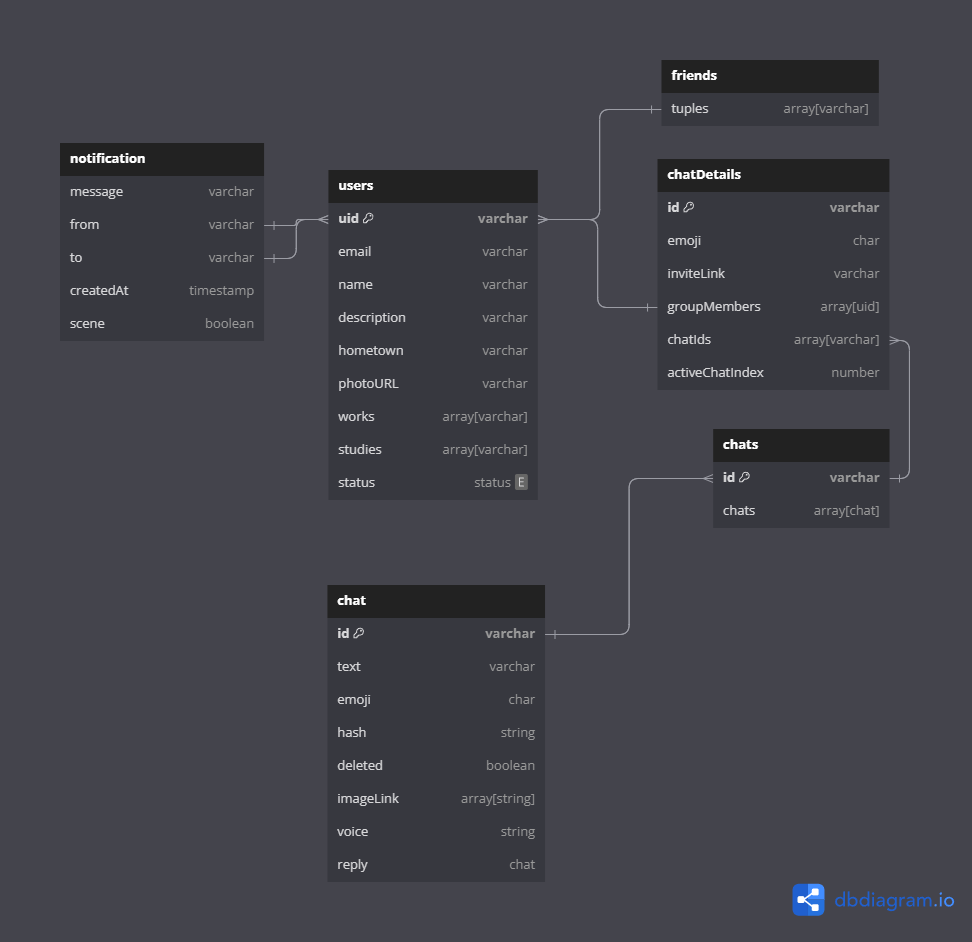 friends
tuples array[varchar]
notification
message varchar
from varchar
to varchar
createdAt timestamp
scene boolean
users
uid varchar
email varchar
name varchar
description varchar
hometown varchar
photoURL varchar
works array[varchar]
studies array[varchar]
status status E
chatDetails
id varchar
emoji char
inviteLink varchar
groupMembers array[uid]
chatIds array[varchar]
activeChatIndex number
chats
id varchar
chats array[chat]
chat
id varchar
text varchar
emoji char
hash string
deleted boolean
imageLink array[string]
voice string
reply chat
dbdiagram.io